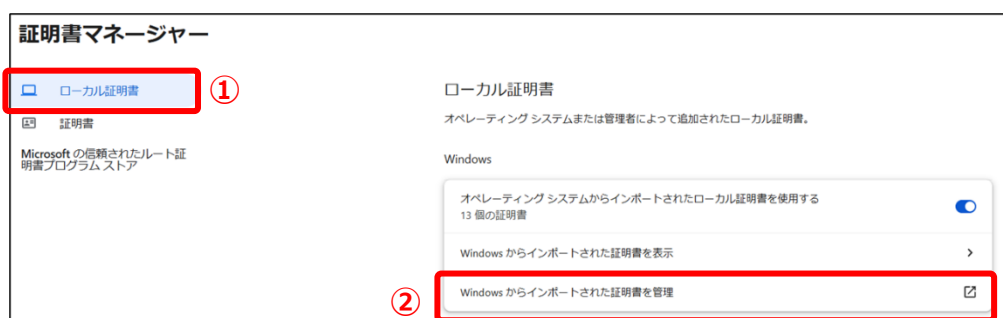 証明書マネージャー
ローカル証明書
①
証明書
Microsoft の信頼されたルート証
明書プログラム ストア
ローカル証明書
オペレーティング システムまたは管理者によって追加されたローカル証明書。
Windows
オペレーティング システムからインポートされたローカル証明書を使用する
13 個の証明書
Windows からインポートされた証明書を表示
②
Windows からインポートされた証明書を管理